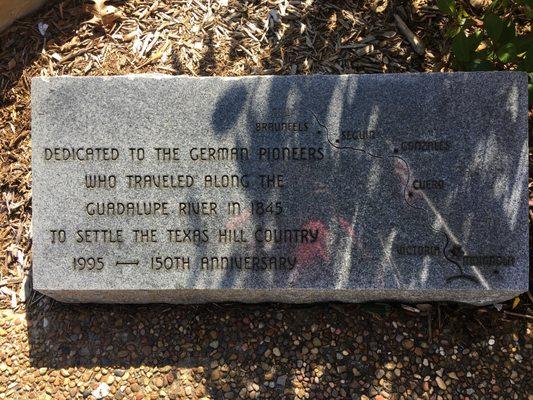 DEDICATED TO THE GERMAN PIONEERS
WHO TRAVELED ALONG THE
GUADALUPE RIVER IN 1845
TO SETTLE THE TEXAS HILL COUNTRY
1995 — 150TH ANNIVERSARY
BRAUNFELS
SEGUIN
GONZALES
CUERO
VICTORIA